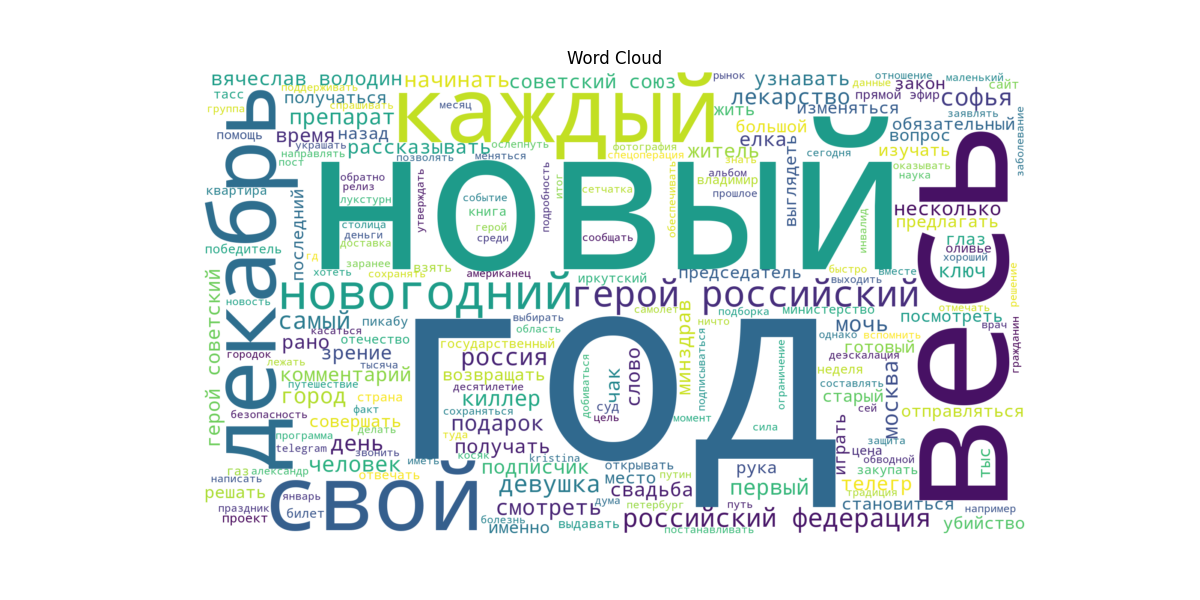 Word Cloud
вячеслав володин начинать советский союз рынок узнавать отношение маленький
тасс поддерживать получаться каждый лекарство данные закон сайт
группа спрашивать месяц жить прямой эфир софья
препарат изменяться заявлять
помощь время назад большой вопрос обязательный
украшать рассказывать ослепнуть фотография елка изучать заболевание
направлять позволять меняться спецоперация житель сегодня
пост новый знать оказывать
обратно событие подробность альбом выглядеть наука
квартира релиз утверждать итог сетчатка обеспечивать владимир
лукстурн книга прошлое несколько
последний столица герой инвалид предлагать
деньги среди сообщать глаз
победитель доставка оливье
гд заранее взять хороший
хотеть сохранять американец иркутский председатель быстро вместе ключ
декабрь выходить решение
новость новогодний герой российский весь
самолет отмечать
самый пикабу выбирать ничто подборка министерство посмотреть
касаться область мочь врач
рано отечество государственный минздрав однако вспомнить
городок зрение россия слово готовый гражданин
герой советский лежать тысяча деэскалация
комментарий возвращать чак неделя
путешествие десятилетие добиваться подписываться ограничение составлять
город страна киллер год москва старый
безопасность факт сохраняться суд сей отправляться
совершать подарок цель момент защита
программа делать сила
telegram день туда получать играть цена обводной тыс
звонить косяк kristina
газ александр человек иметь подписчик открывать рука закупать
написать отвечать место путин телегр
решать январь свой девушка свадьба первый традиция
праздник смотреть дума петербург путь становиться например
проект билет болезнь именно выдавать российский федерация убийство
постанавливать